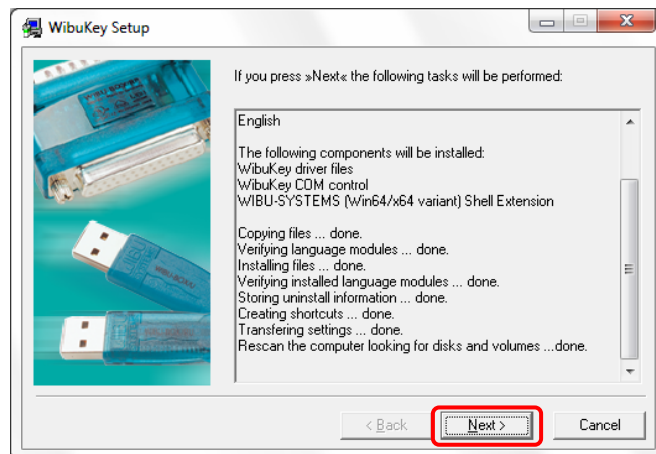 WibuKey Setup
If you press »Next« the following tasks will be performed:
English
The following components will be installed:
WibuKey driver files
WibuKey COM control
WIBU-SYSTEMS (Win64/x64 variant) Shell Extension
Copying files ... done.
Verifying language modules ... done.
Installing files ... done.
Verifying installed language modules ... done.
Storing uninstall information ... done.
Creating shortcuts ... done.
Transfering settings ... done.
Rescan the computer looking for disks and volumes ...done.
< Back
Next >
Cancel